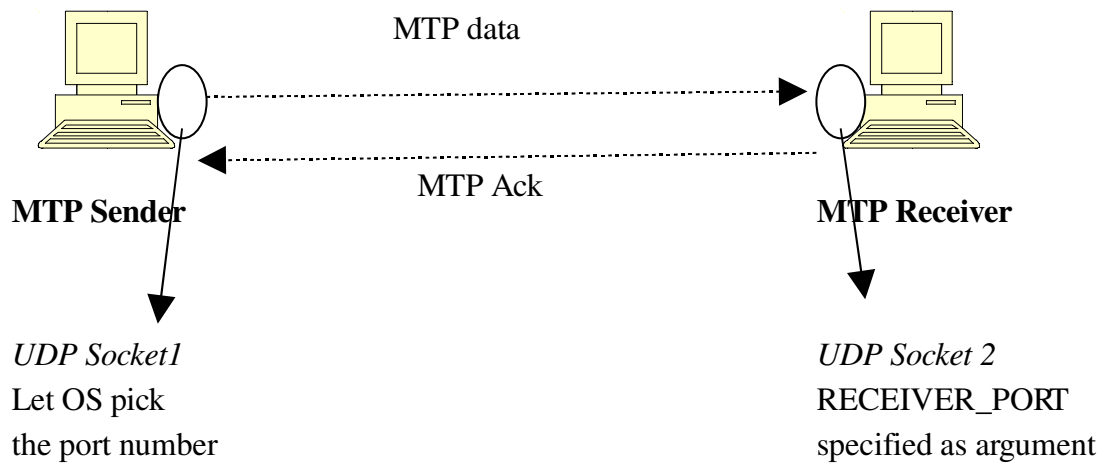 MTP data
MTP Ack
MTP Sender
MTP Receiver
UDP Socket1
Let OS pick
the port number
UDP Socket 2
RECEIVER_PORT
specified as argument